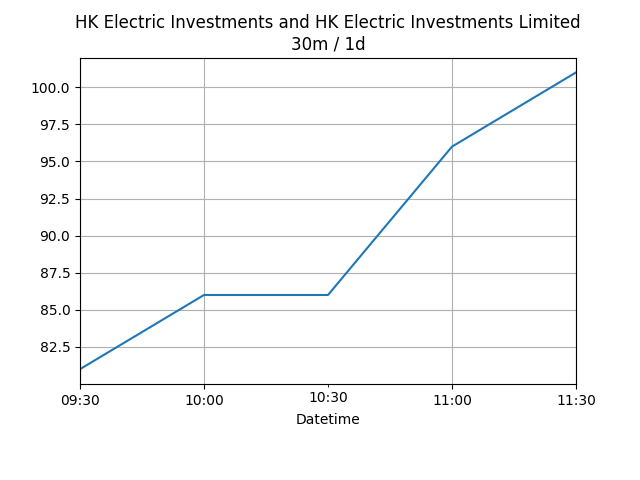 HK Electric Investments and HK Electric Investments Limited
30m / 1d
100.0
97.5
95.0
92.5
90.0
87.5
85.0
82.5
09:30 10:00 10:30 11:00 11:30
Datetime